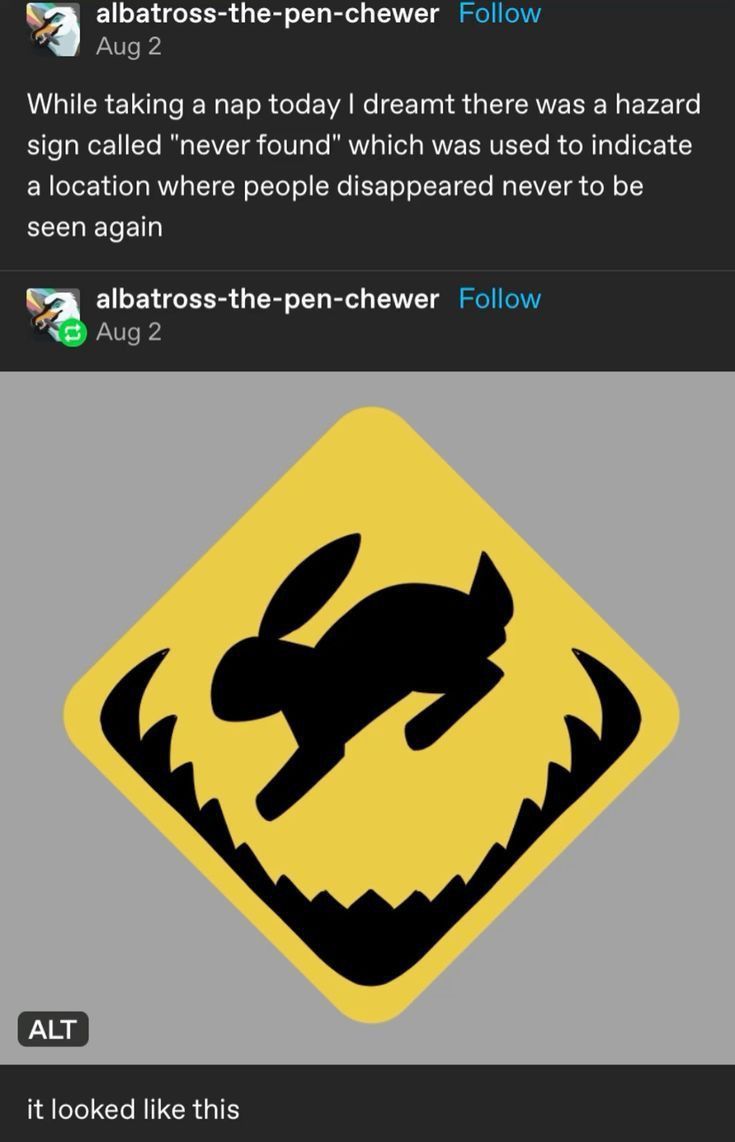 albatross-the-pen-chewer Follow
Aug 2
While taking a nap today I dreamt there was a hazard
sign called "never found" which was used to indicate
a location where people disappeared never to be
seen again
albatross-the-pen-chewer Follow
Aug 2
ALT
it looked like this